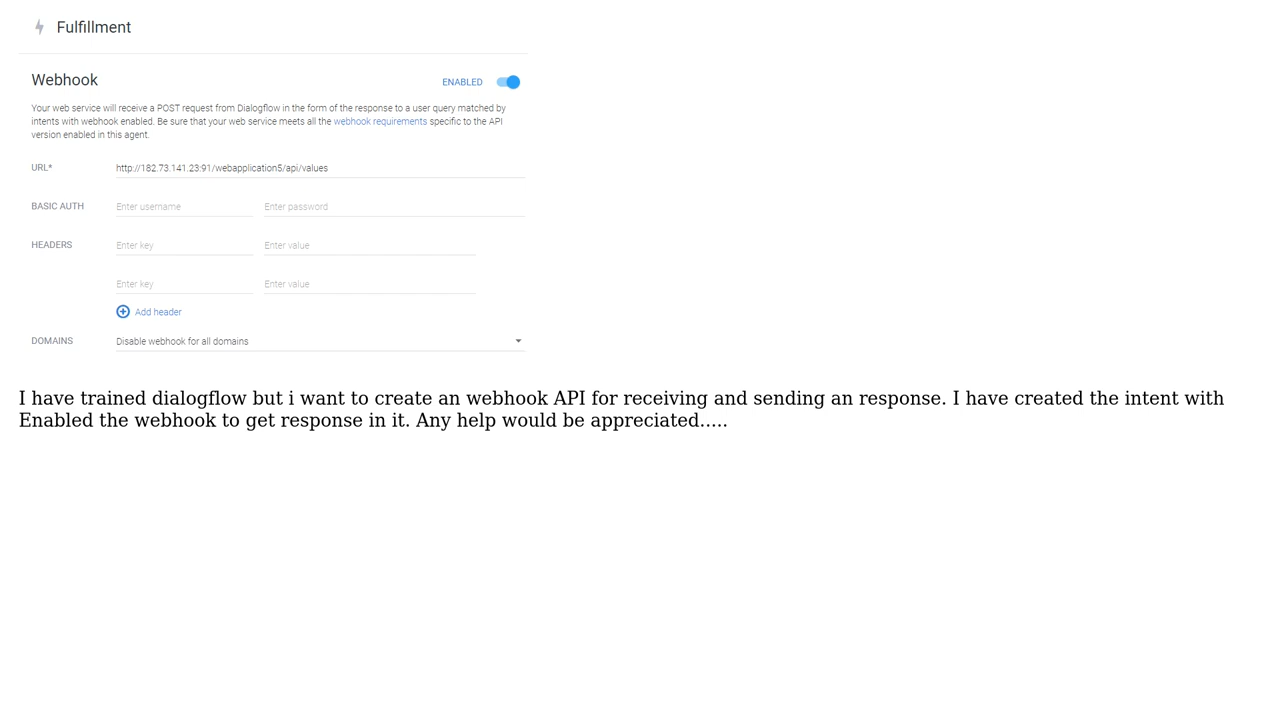 Fulfillment
Webhook ENABLED
Your web service will receive a POST request from Dialogflow in the form of the response to a user query matched by
intents with webhook enabled. Be sure that your web service meets all the webhook requirements specific to the API
version enabled in this agent.
URL* http://182.73.141.23:91/webapplication5/api/values
BASIC AUTH Enter username Enter password
HEADERS Enter key Enter value
Enter key Enter value
Add header
DOMAINS Disable webhook for all domains
I have trained dialogflow but i want to create an webhook API for receiving and sending an response. I have created the intent with
Enabled the webhook to get response in it. Any help would be appreciated.....